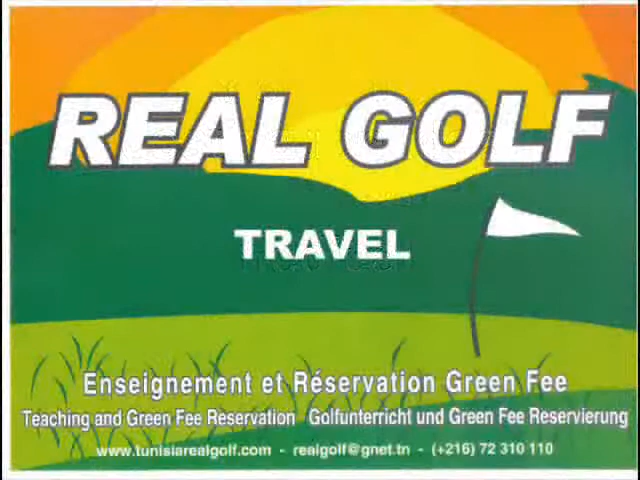 REAL GOLF
TRAVEL
Enseignement et Réservation Green Fee
Teaching and Green Fee Reservation Golfunterricht und Green Fee Reservierung
www.tunisiarealgolf.com - realgolf@gnet.tn - (+216) 72 310 110